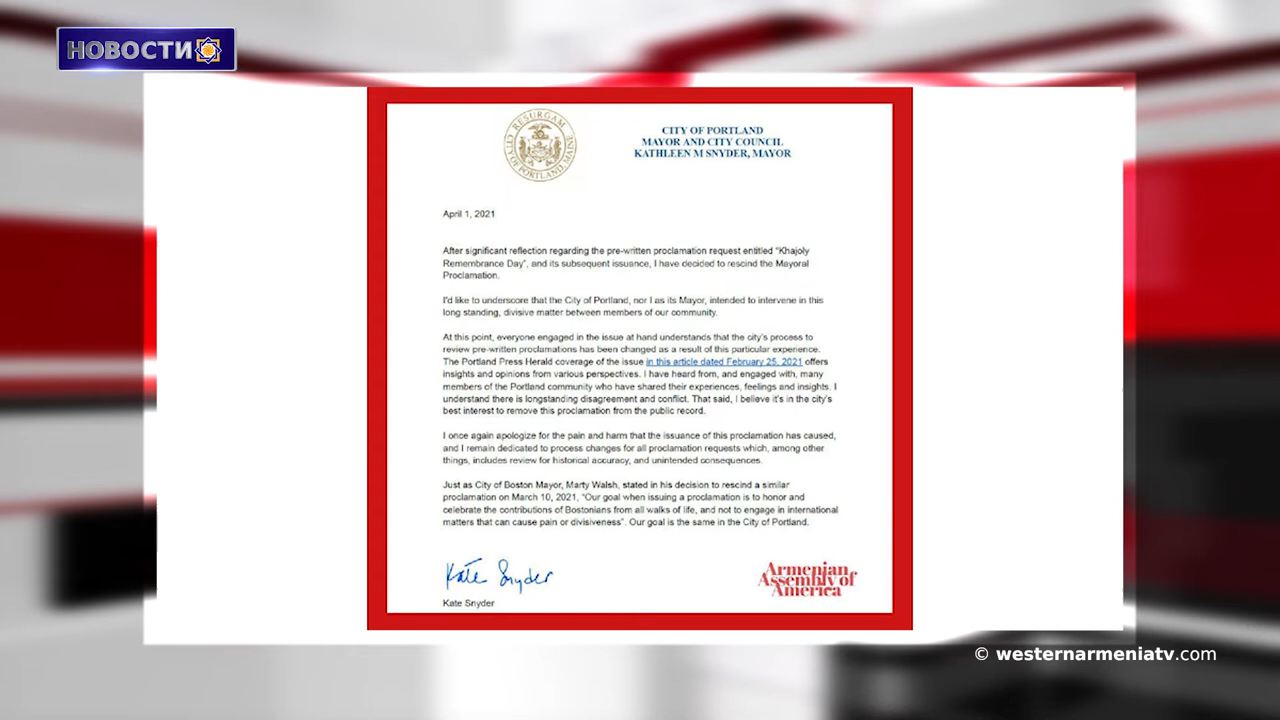 НОВОСТИ
RESURGAM
CITY OF PORTLAND, MAINE
CITY OF PORTLAND
MAYOR AND CITY COUNCIL
KATHLEEN M SNYDER, MAYOR
April 1, 2021
After significant reflection regarding the pre-written proclamation request entitled "Khajoly
Remembrance Day", and its subsequent issuance, I have decided to rescind the Mayoral
Proclamation.
I'd like to underscore that the City of Portland, nor I as its Mayor, intended to intervene in this
long standing, divisive matter between members of our community.
At this point, everyone engaged in the issue at hand understands that the city's process to
review pre-written proclamations has been changed as a result of this particular experience.
The Portland Press Herald coverage of the issue in this article dated February 25, 2021 offers
insights and opinions from various perspectives. I have heard from, and engaged with, many
members of the Portland community who have shared their experiences, feelings and insights. I
understand there is longstanding disagreement and conflict. That said, I believe it's in the city's
best interest to remove this proclamation from the public record.
I once again apologize for the pain and harm that the issuance of this proclamation has caused,
and I remain dedicated to process changes for all proclamation requests which, among other
things, includes review for historical accuracy, and unintended consequences.
Just as City of Boston Mayor, Marty Walsh, stated in his decision to rescind a similar
proclamation on March 10, 2021, "Our goal when issuing a proclamation is to honor and
celebrate the contributions of Bostonians from all walks of life, and not to engage in international
matters that can cause pain or divisiveness". Our goal is the same in the City of Portland.
Kate Snyder
Kate Snyder
Armenian
Assembly of
America
© westernarmeniatv.com